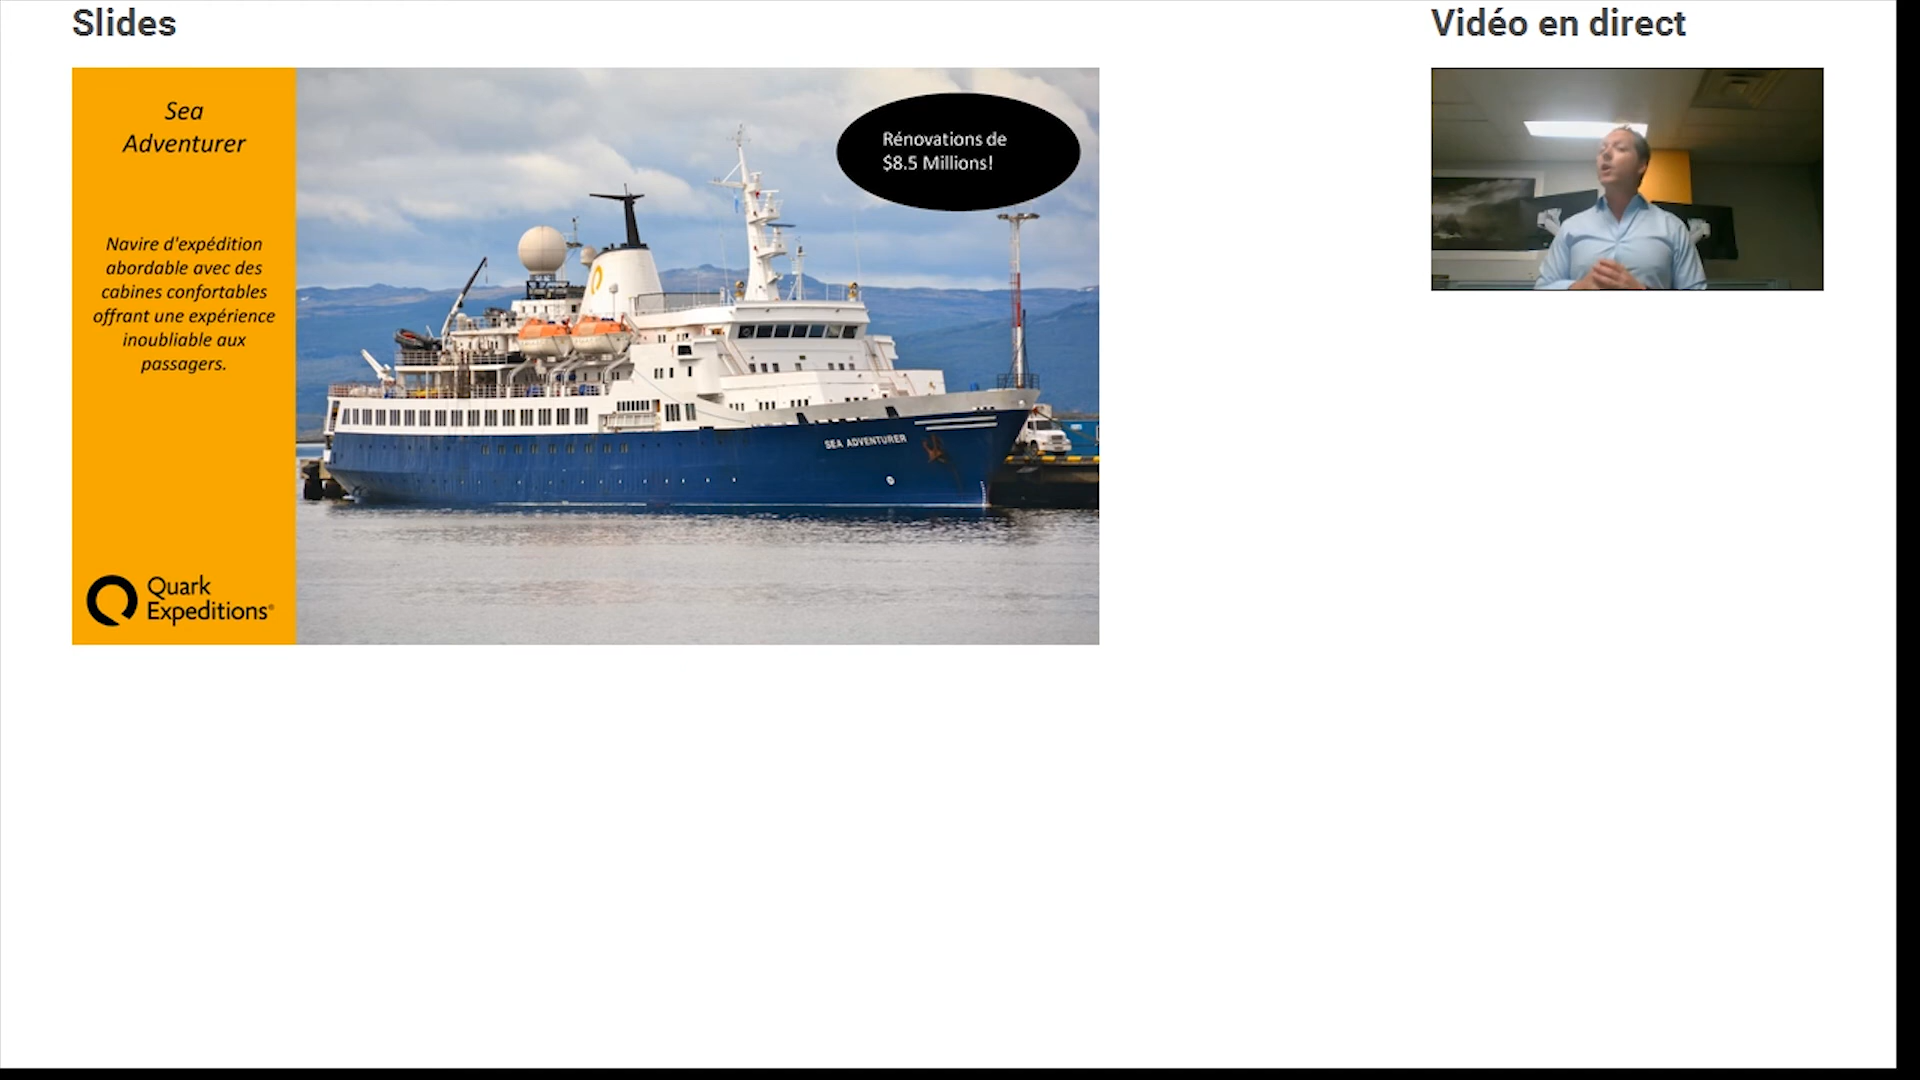 Slides
Vidéo en direct
Sea
Adventurer
Navire d'expédition
abordable avec des
cabines confortables
offrant une expérience
inoubliable aux
passagers.
Quark
Expeditions®
Rénovations de
$8.5 Millions!
SEA ADVENTURER